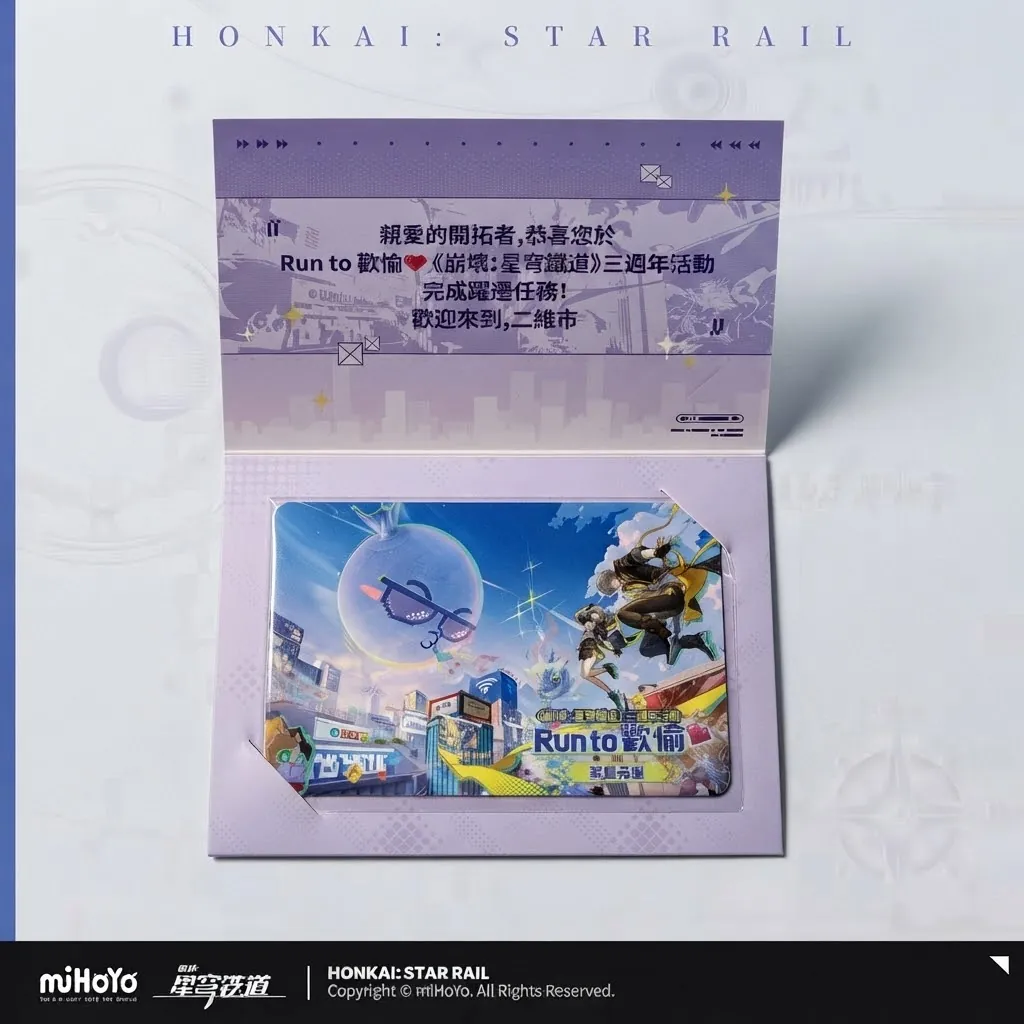 HONKAI: STAR RAIL
親愛的開拓者,恭喜您於
Run to 歡愉❤《崩壞:星穹鐵道》三週年活動
完成躍遷任務!
歡迎來到,二維市
Run to 歡愉
miHoYo
星穹铁道
HONKAI: STAR RAIL
Copyright © miHoYo. All Rights Reserved.